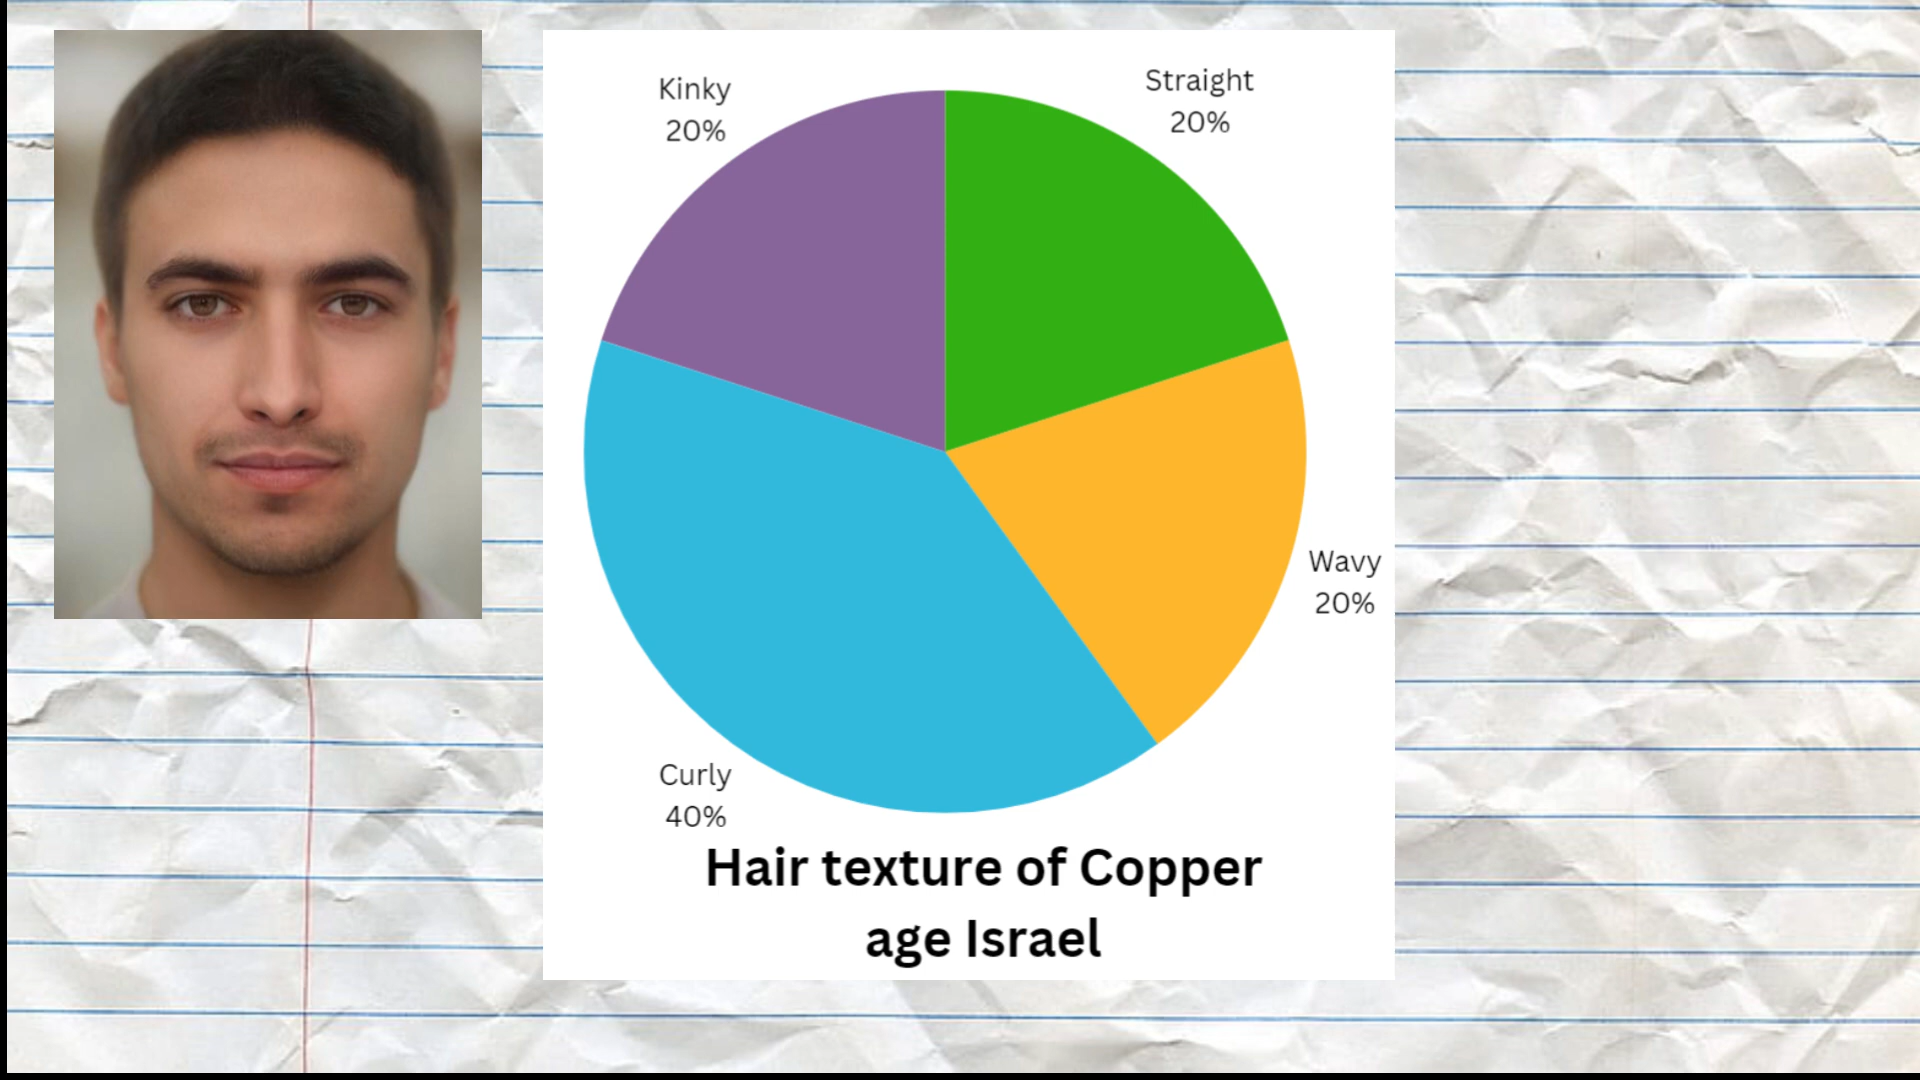 Kinky
20%
Straight
20%
Wavy
20%
Curly
40%
Hair texture of Copper
age Israel